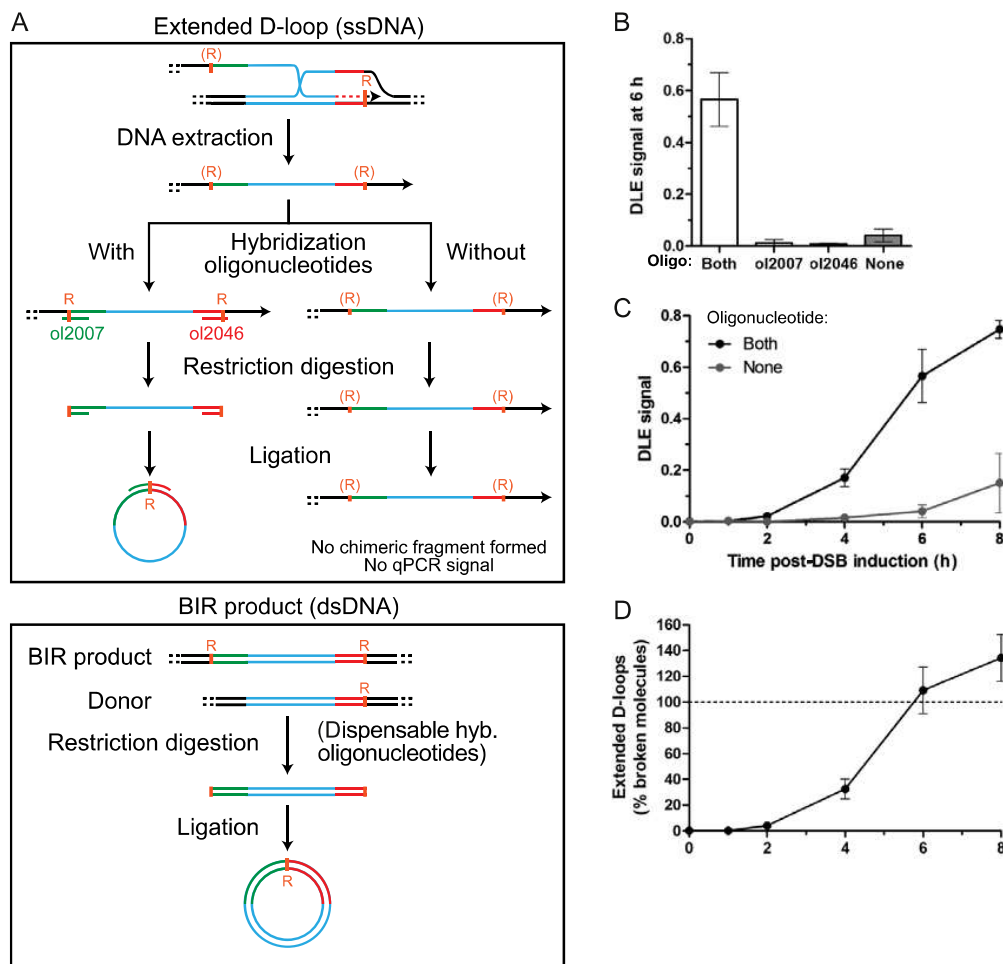 A
Extended D-loop (ssDNA)
(R)
R
DNA extraction
(R)
(R)
With
Hybridization
oligonucleotides
Without
R
R
(R)
(R)
ol2007
ol2046
Restriction digestion
(R)
(R)
Ligation
R
(R)
(R)
No chimeric fragment formed
No qPCR signal
BIR product (dsDNA)
R
R
BIR product
R
Donor
Restriction digestion
(Dispensable hyb.
oligonucleotides)
Ligation
R
B
DLE signal at 6 h
0.8
0.6
0.4
0.2
0.0
Oligo: Both ol2007 ol2046 None
C
DLE signal
0.8
0.6
0.4
0.2
0.0
Oligonucleotide:
Both
None
0 2 4 6 8
Time post-DSB induction (h)
D
Extended D-loops
(% broken molecules)
160
140
120
100
80
60
40
20
0
0 2 4 6 8